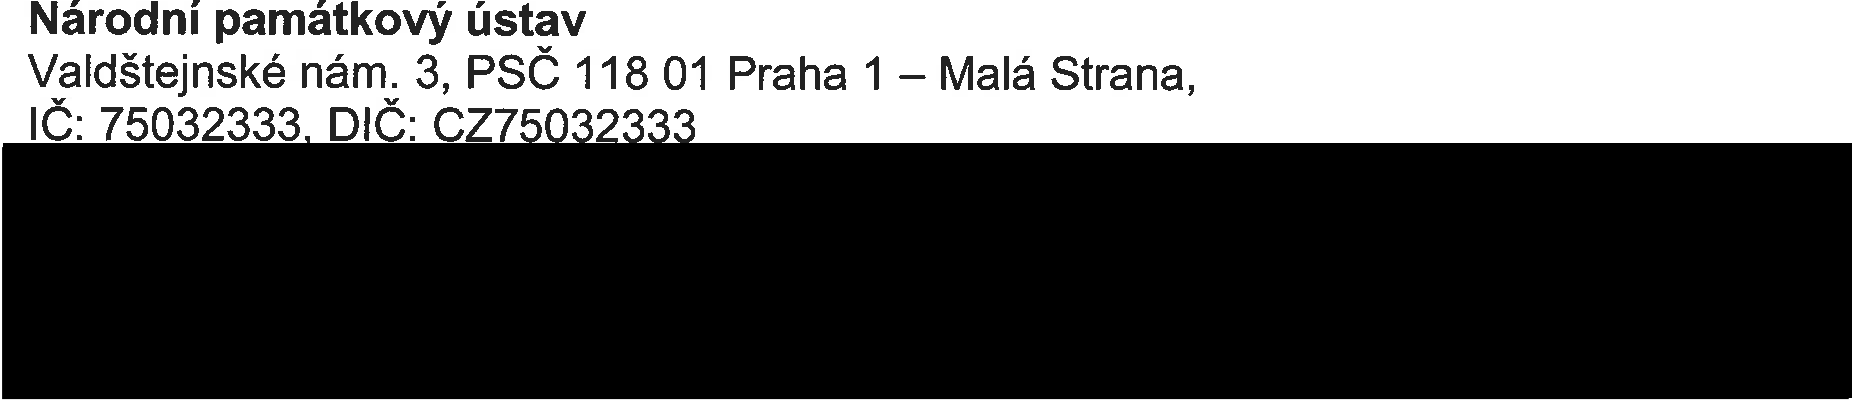 Národní památkový ústav
Valdštejnské nám. 3, PSČ 118 01 Praha 1 – Malá Strana,
IČ: 75032333, DIČ: CZ75032333